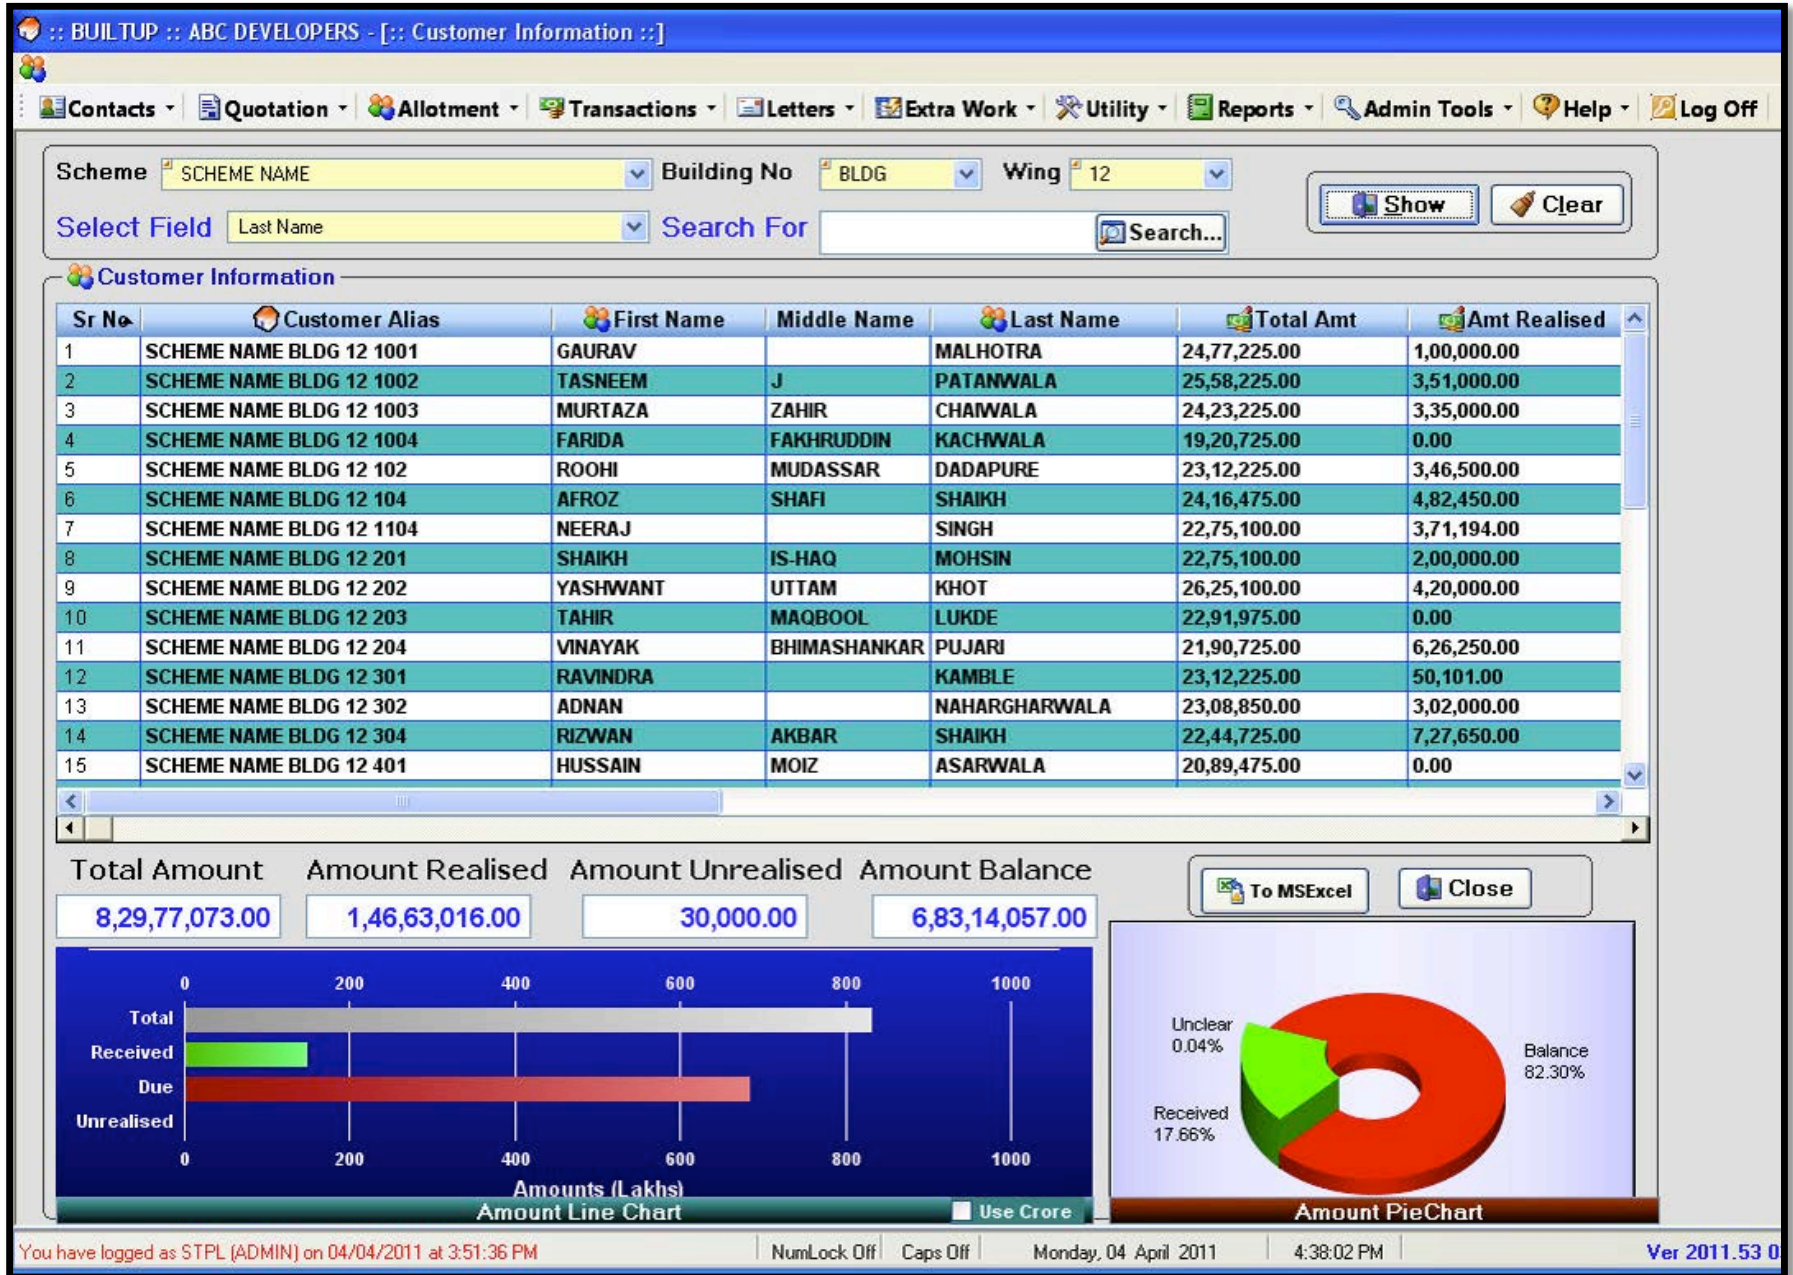 :: BUILTUP :: ABC DEVELOPERS - [:: Customer Information ::]
Contacts Quotation Allotment Transactions Letters Extra Work Utility Reports Admin Tools Help Log Off
Scheme SCHEME NAME Building No BLDG Wing 12 Show Clear
Select Field Last Name Search For Search...
Customer Information
Sr No Customer Alias First Name Middle Name Last Name Total Amt Amt Realised
1 SCHEME NAME BLDG 12 1001 GAURAV MALHOTRA 24,77,225.00 1,00,000.00
2 SCHEME NAME BLDG 12 1002 TASNEEM J PATANWALA 25,58,225.00 3,51,000.00
3 SCHEME NAME BLDG 12 1003 MURTAZA ZAHIR CHAIWALA 24,23,225.00 3,35,000.00
4 SCHEME NAME BLDG 12 1004 FARIDA FAKHRUDDIN KACHWALA 19,20,725.00 0.00
5 SCHEME NAME BLDG 12 102 ROOHI MUDASSAR DADAPURE 23,12,225.00 3,46,500.00
6 SCHEME NAME BLDG 12 104 AFROZ SHAFI SHAIKH 24,16,475.00 4,82,450.00
7 SCHEME NAME BLDG 12 1104 NEERAJ SINGH 22,75,100.00 3,71,194.00
8 SCHEME NAME BLDG 12 201 SHAIKH IS-HAQ MOHSIN 22,75,100.00 2,00,000.00
9 SCHEME NAME BLDG 12 202 YASHWANT UTTAM KHOT 26,25,100.00 4,20,000.00
10 SCHEME NAME BLDG 12 203 TAHIR MAQBOOL LUKDE 22,91,975.00 0.00
11 SCHEME NAME BLDG 12 204 VINAYAK BHIMASHANKAR PUJARI 21,90,725.00 6,26,250.00
12 SCHEME NAME BLDG 12 301 RAVINDRA KAMBLE 23,12,225.00 50,101.00
13 SCHEME NAME BLDG 12 302 ADNAN NAHARGHARWALA 23,08,850.00 3,02,000.00
14 SCHEME NAME BLDG 12 304 RIZWAN AKBAR SHAIKH 22,44,725.00 7,27,650.00
15 SCHEME NAME BLDG 12 401 HUSSAIN MOIZ ASARWALA 20,89,475.00 0.00
Total Amount Amount Realised Amount Unrealised Amount Balance
8,29,77,073.00 1,46,63,016.00 30,000.00 6,83,14,057.00
To MSExcel Close
0 200 400 600 800 1000
Total
Received
Due
Unrealised
0 200 400 600 800 1000
Amounts (Lakhs)
Amount Line Chart Use Crore
Unclear
0.04%
Balance
82.30%
Received
17.66%
Amount PieChart
You have logged as STPL (ADMIN) on 04/04/2011 at 3:51:36 PM NumLock Off Caps Off Monday, 04 April 2011 4:38:02 PM Ver 2011.53